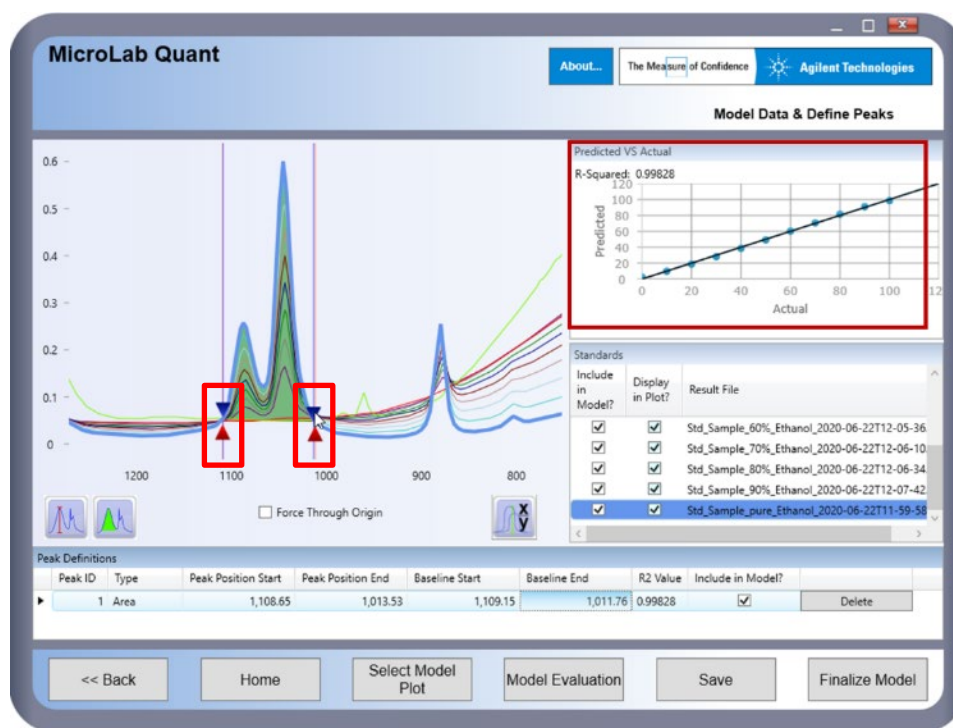 MicroLab Quant
About...
The Measure of Confidence
Agilent Technologies
Model Data & Define Peaks
0.6
0.5
0.4
0.3
0.2
0.1
0
1200 1100 1000 900 800
Force Through Origin
x
y
Predicted VS Actual
R-Squared: 0.99828
Predicted
120
100
80
60
40
20
0
0 20 40 60 80 100 12
Actual
Standards
Include in Model? Display in Plot? Result File
Std_Sample_60%_Ethanol_2020-06-22T12-05-36
Std_Sample_70%_Ethanol_2020-06-22T12-06-10
Std_Sample_80%_Ethanol_2020-06-22T12-06-34
Std_Sample_90%_Ethanol_2020-06-22T12-07-42
Std_Sample_pure_Ethanol_2020-06-22T11-59-58
Peak Definitions
Peak ID Type Peak Position Start Peak Position End Baseline Start Baseline End R2 Value Include in Model?
1 Area 1,108.65 1,013.53 1,109.15 1,011.76 0.99828 Delete
<< Back Home Select Model Plot Model Evaluation Save Finalize Model